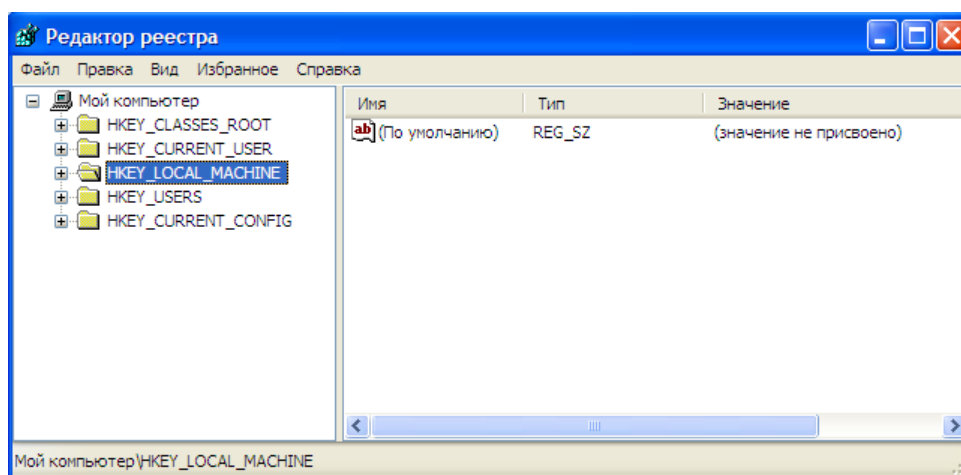 Редактор реестра
Файл Правка Вид Избранное Справка
Мой компьютер
HKEY_CLASSES_ROOT
HKEY_CURRENT_USER
HKEY_LOCAL_MACHINE
HKEY_USERS
HKEY_CURRENT_CONFIG
Имя Тип Значение
ab (По умолчанию) REG_SZ (значение не присвоено)
Мой компьютер\HKEY_LOCAL_MACHINE